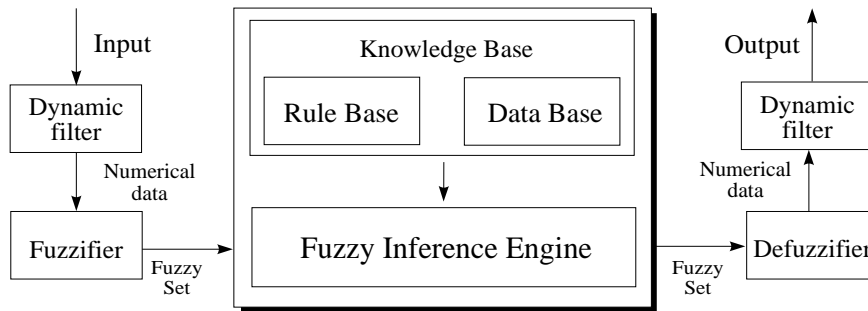 Input
Dynamic
filter
Numerical
data
Fuzzifier
Fuzzy
Set
Knowledge Base
Rule Base
Data Base
Fuzzy Inference Engine
Fuzzy
Set
Defuzzifier
Numerical
data
Dynamic
filter
Output